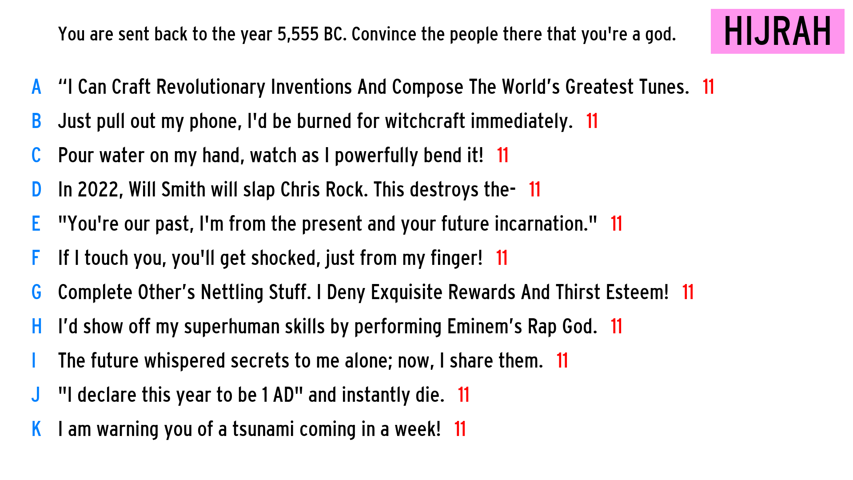 You are sent back to the year 5,555 BC. Convince the people there that you're a god.
HIJRAH
A “I Can Craft Revolutionary Inventions And Compose The World’s Greatest Tunes. 11
B Just pull out my phone, I'd be burned for witchcraft immediately. 11
C Pour water on my hand, watch as I powerfully bend it! 11
D In 2022, Will Smith will slap Chris Rock. This destroys the- 11
E "You're our past, I'm from the present and your future incarnation." 11
F If I touch you, you'll get shocked, just from my finger! 11
G Complete Other’s Nettling Stuff. I Deny Exquisite Rewards And Thirst Esteem! 11
H I’d show off my superhuman skills by performing Eminem’s Rap God. 11
I The future whispered secrets to me alone; now, I share them. 11
J "I declare this year to be 1 AD" and instantly die. 11
K I am warning you of a tsunami coming in a week! 11